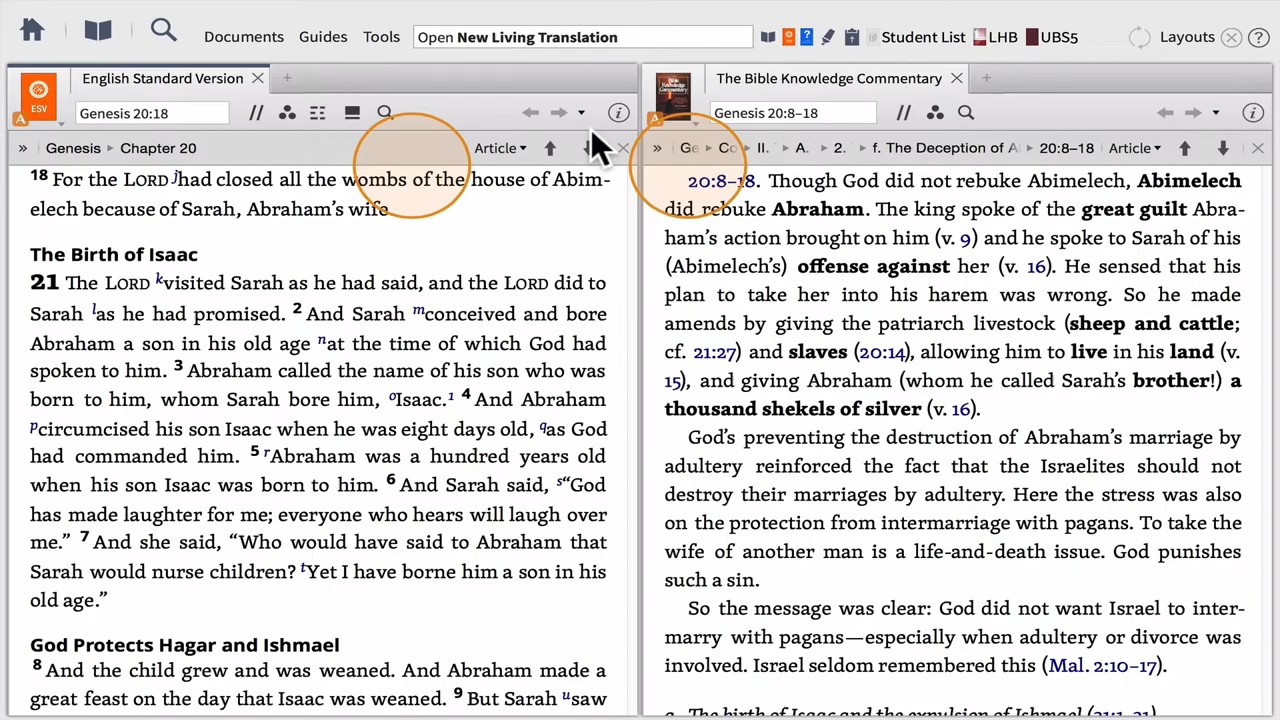 Documents Guides Tools Open New Living Translation Student List LHB UBS5 Layouts
English Standard Version
ESV
A
Genesis 20:18
» Genesis ▸ Chapter 20 Article
18 For the LORD j had closed all the wombs of the house of Abim-
elech because of Sarah, Abraham's wife
The Birth of Isaac
21 The LORD k visited Sarah as he had said, and the LORD did to
Sarah l as he had promised. 2 And Sarah m conceived and bore
Abraham a son in his old age n at the time of which God had
spoken to him. 3 Abraham called the name of his son who was
born to him, whom Sarah bore him, o Isaac.1 4 And Abraham
p circumcised his son Isaac when he was eight days old, q as God
had commanded him. 5 r Abraham was a hundred years old
when his son Isaac was born to him. 6 And Sarah said, s “God
has made laughter for me; everyone who hears will laugh over
me.” 7 And she said, “Who would have said to Abraham that
Sarah would nurse children? t Yet I have borne him a son in his
old age.”
God Protects Hagar and Ishmael
8 And the child grew and was weaned. And Abraham made a
great feast on the day that Isaac was weaned. 9 But Sarah u saw
The Bible Knowledge Commentary
A
Genesis 20:8–18
» Ge ▸ Co ▸ II. ▸ A. ▸ 2. ▸ f. The Deception of A ▸ 20:8–18 Article
20:8–18. Though God did not rebuke Abimelech, Abimelech
did rebuke Abraham. The king spoke of the great guilt Abra-
ham's action brought on him (v. 9) and he spoke to Sarah of his
(Abimelech's) offense against her (v. 16). He sensed that his
plan to take her into his harem was wrong. So he made
amends by giving the patriarch livestock (sheep and cattle;
cf. 21:27) and slaves (20:14), allowing him to live in his land (v.
15), and giving Abraham (whom he called Sarah's brother!) a
thousand shekels of silver (v. 16).
God's preventing the destruction of Abraham's marriage by
adultery reinforced the fact that the Israelites should not
destroy their marriages by adultery. Here the stress was also
on the protection from intermarriage with pagans. To take the
wife of another man is a life-and-death issue. God punishes
such a sin.
So the message was clear: God did not want Israel to inter-
marry with pagans—especially when adultery or divorce was
involved. Israel seldom remembered this (Mal. 2:10–17).
The birth of Isaac and the expulsion of Ishmael (21:1–21)